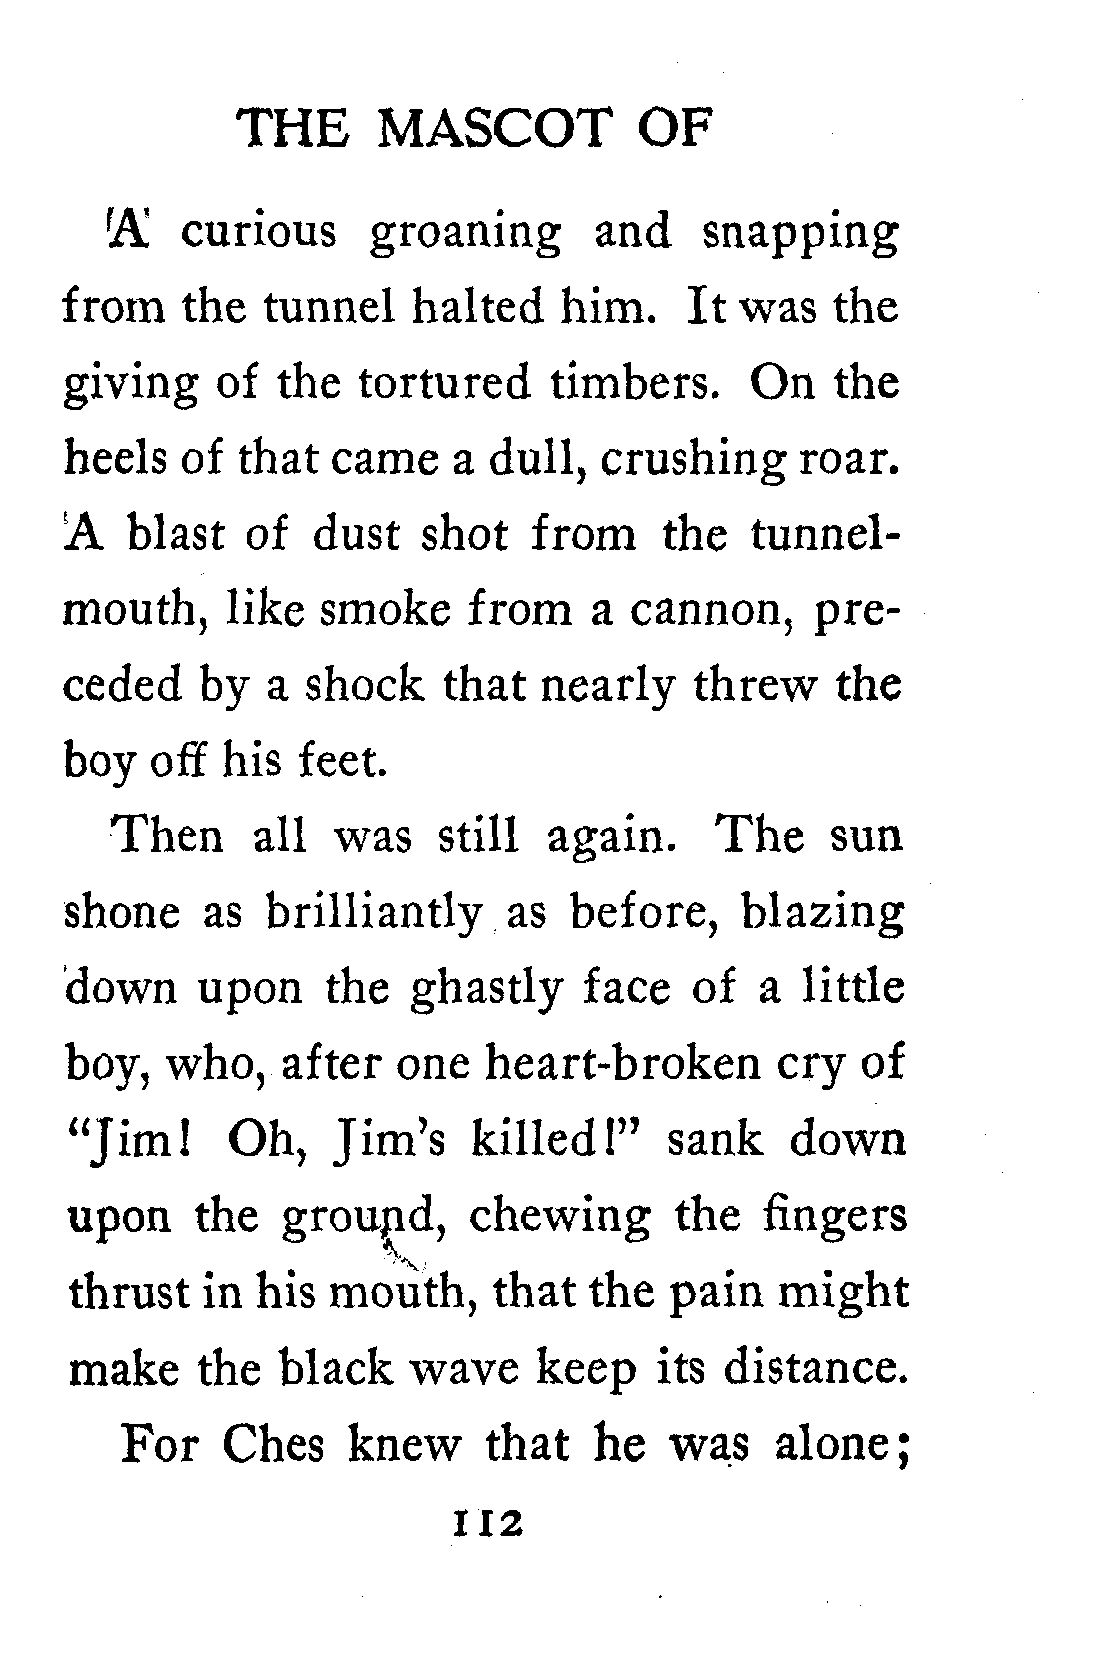 THE MASCOT OF
A curious groaning and snapping
from the tunnel halted him. It was the
giving of the tortured timbers. On the
heels of that came a dull, crushing roar.
A blast of dust shot from the tunnel-
mouth, like smoke from a cannon, pre-
ceded by a shock that nearly threw the
boy off his feet.
Then all was still again. The sun
shone as brilliantly as before, blazing
down upon the ghastly face of a little
boy, who, after one heart-broken cry of
“Jim! Oh, Jim’s killed!” sank down
upon the ground, chewing the fingers
thrust in his mouth, that the pain might
make the black wave keep its distance.
For Ches knew that he was alone;
112